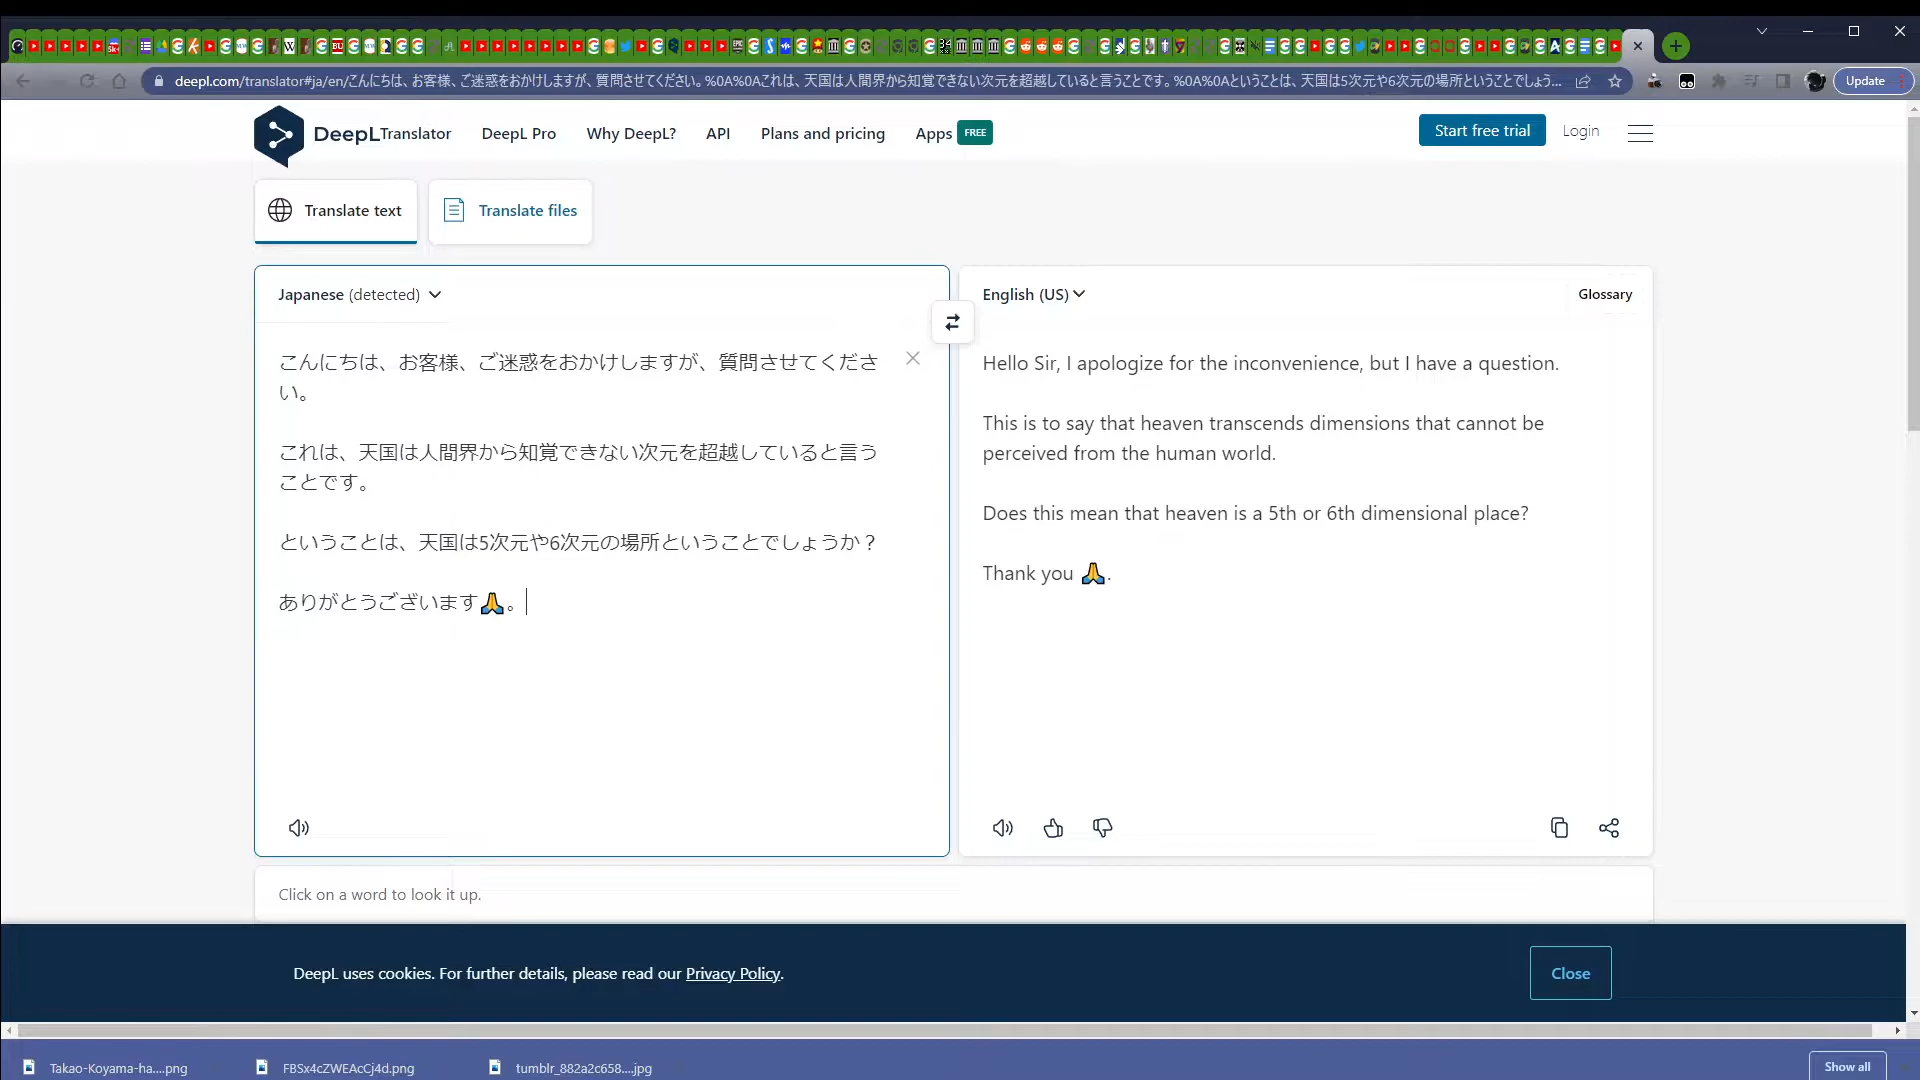 deepl.com/translator#ja/en/こんにちは、お客様、ご迷惑をおかけしますが、質問させてください。%0A%0Aこれは、天国は人間界から知覚できない次元を超越していると言うことです。%0A%0Aということは、天国は5次元や6次元の場所ということでしょう...
Update
DeepL Translator
DeepL Pro
Why DeepL?
API
Plans and pricing
Apps FREE
Start free trial
Login
Translate text
Translate files
Japanese (detected)
こんにちは、お客様、ご迷惑をおかけしますが、質問させてくださ
い。
これは、天国は人間界から知覚できない次元を超越していると言う
ことです。
ということは、天国は5次元や6次元の場所ということでしょうか？
ありがとうございます🙏。
English (US)
Glossary
Hello Sir, I apologize for the inconvenience, but I have a question.
This is to say that heaven transcends dimensions that cannot be
perceived from the human world.
Does this mean that heaven is a 5th or 6th dimensional place?
Thank you 🙏.
Click on a word to look it up.
DeepL uses cookies. For further details, please read our Privacy Policy.
Close
Takao-Koyama-ha....png
FBSx4cZWEAcCj4d.png
tumblr_882a2c658....jpg
Show all